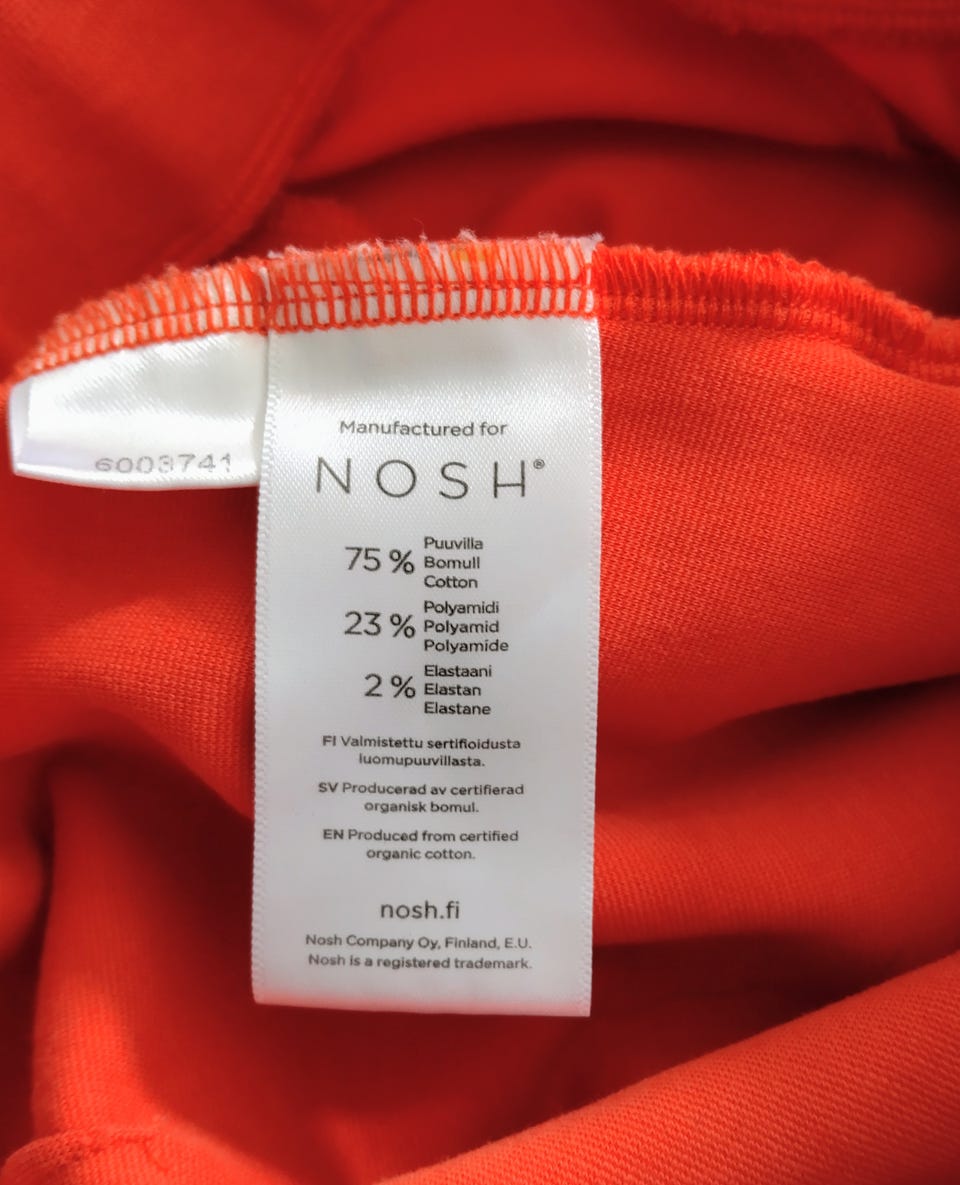 6003741
Manufactured for
NOSH®
75 %
Puuvilla
Bomull
Cotton
23 %
Polyamidi
Polyamid
Polyamide
2 %
Elastaani
Elastan
Elastane
FI Valmistettu sertifioidusta
luomupuuvillasta.
SV Producerad av certifierad
organisk bomul.
EN Produced from certified
organic cotton.
nosh.fi
Nosh Company Oy, Finland, E.U.
Nosh is a registered trademark.